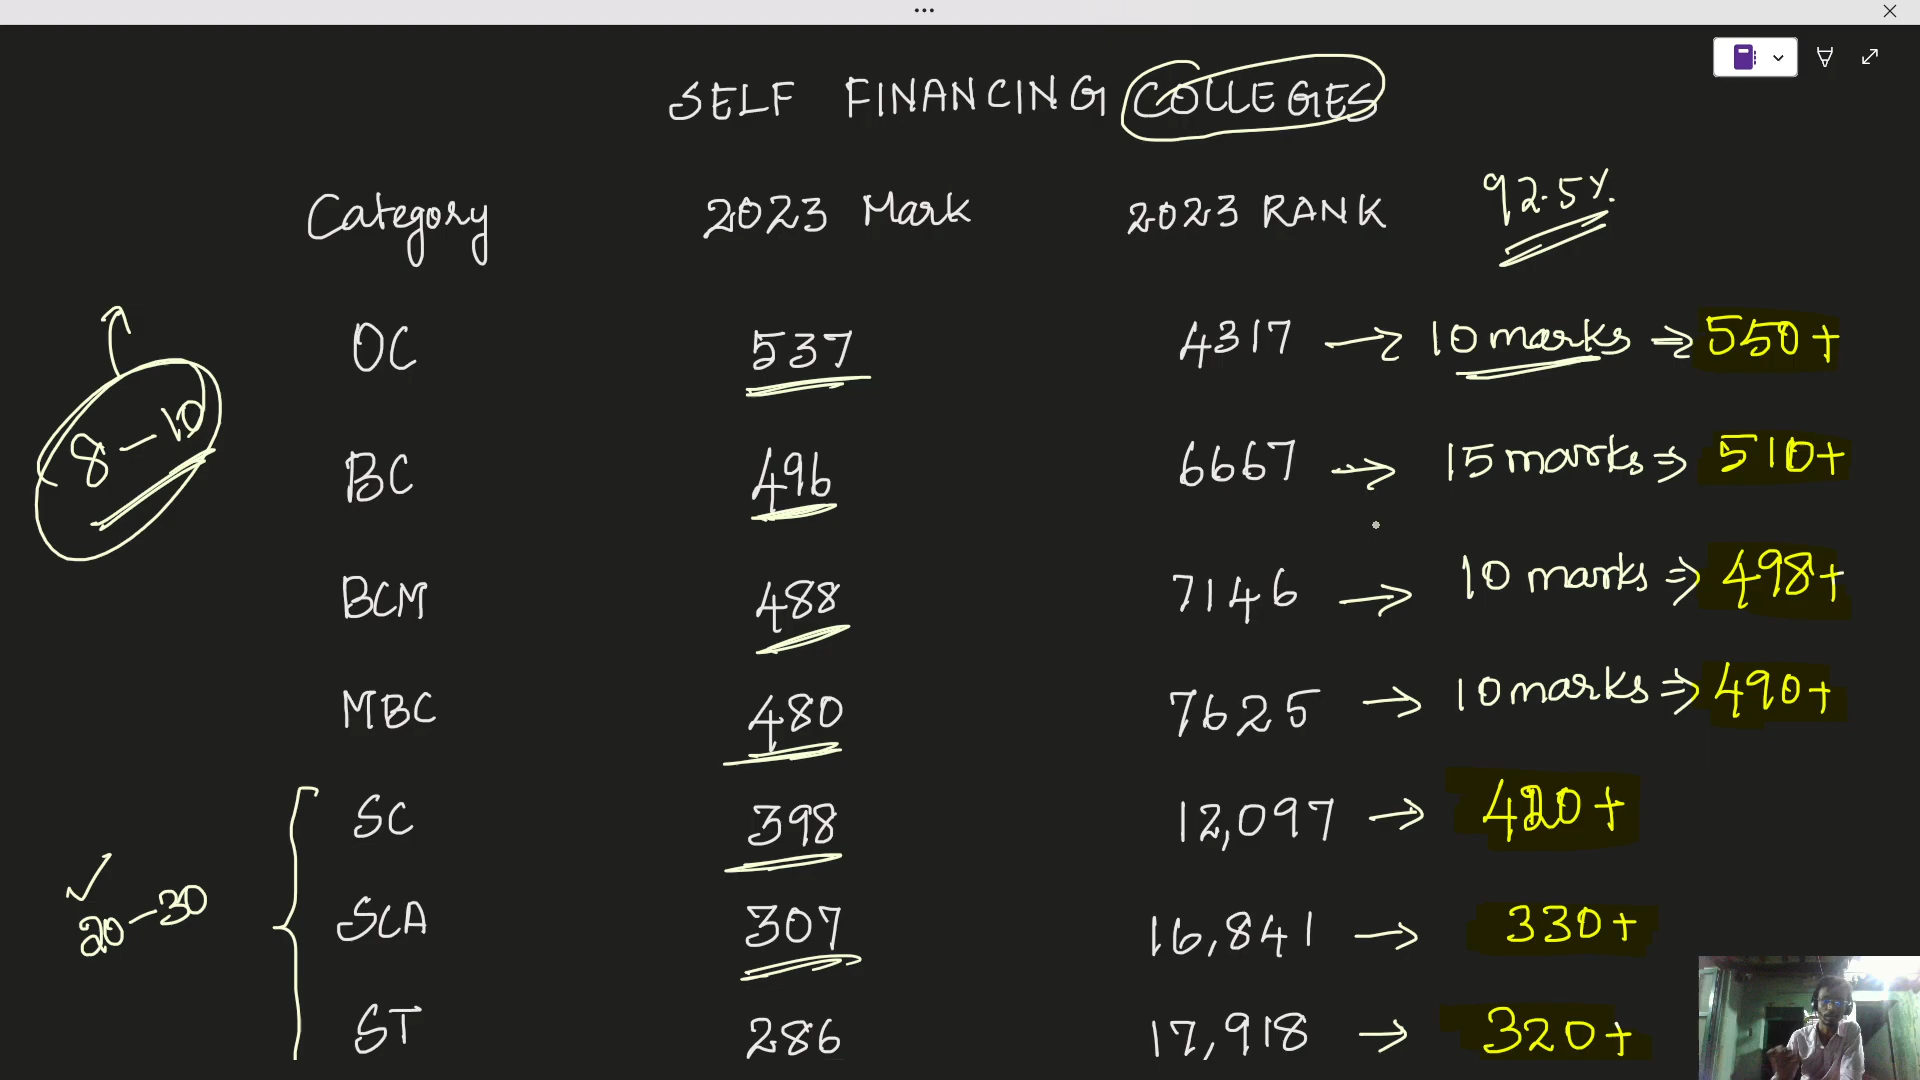 SELF FINANCING COLLEGES
Category 2023 Mark 2023 RANK 92.5%
OC 537 4317 → 10 marks ⇒ 550+
8-10
BC 496 6667 → 15 marks ⇒ 510+
BCM 488 7146 → 10 marks ⇒ 498+
MBC 480 7625 → 10 marks ⇒ 490+
SC 398 12,097 → 420+
20-30
SCA 307 16,841 → 330+
ST 286 17,918 → 320+